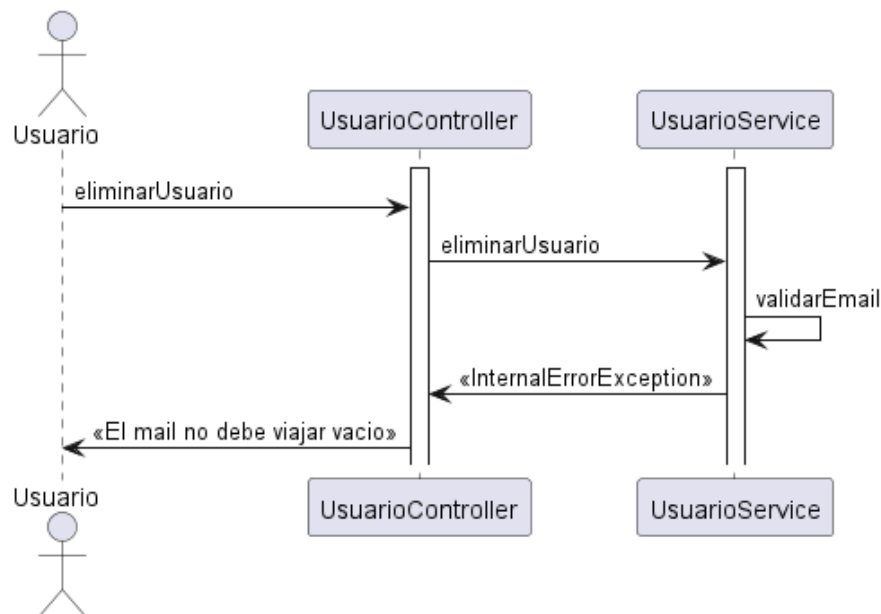 Usuario
UsuarioController
UsuarioService
eliminarUsuario
eliminarUsuario
validarEmail
«InternalErrorException»
«El mail no debe viajar vacio»
Usuario
UsuarioController
UsuarioService